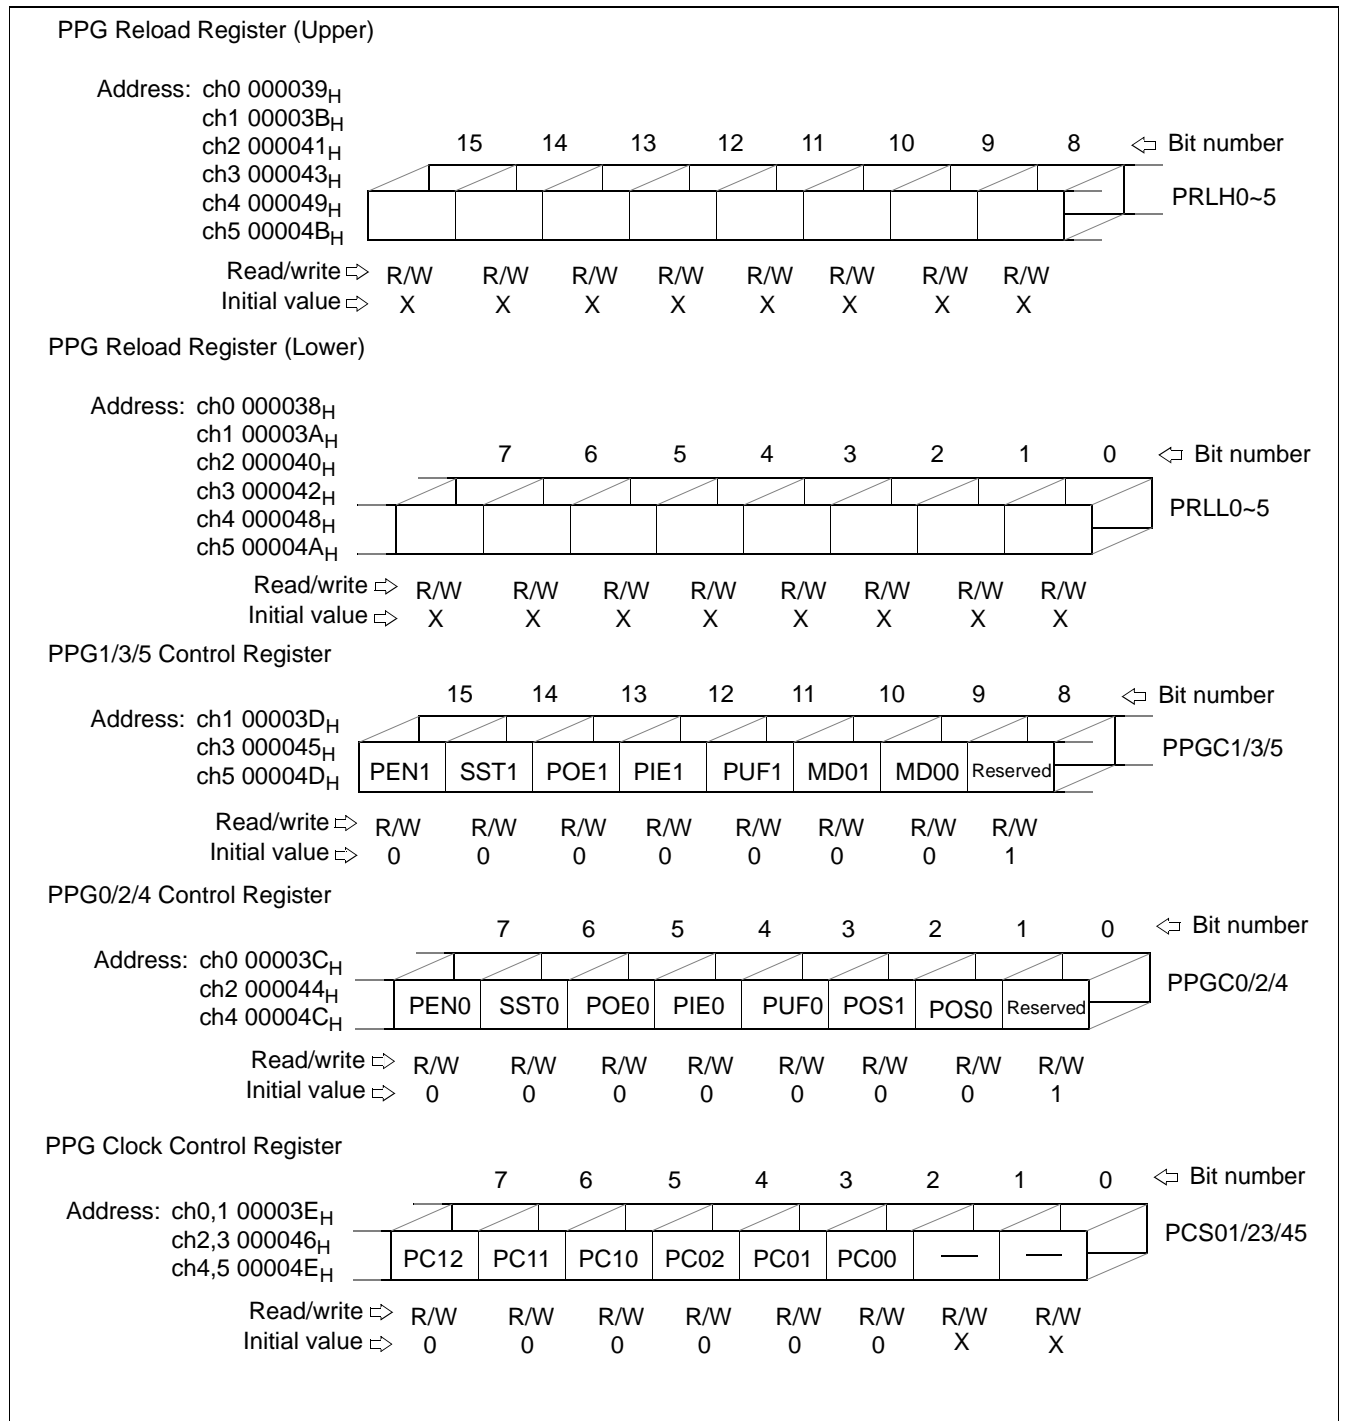 PPG Reload Register (Upper)
Address: ch0 000039H
ch1 00003BH
ch2 000041H
ch3 000043H
ch4 000049H
ch5 00004BH
15 14 13 12 11 10 9 8 Bit number
PRLH0~5
Read/write R/W R/W R/W R/W R/W R/W R/W R/W
Initial value X X X X X X X X
PPG Reload Register (Lower)
Address: ch0 000038H
ch1 00003AH
ch2 000040H
ch3 000042H
ch4 000048H
ch5 00004AH
7 6 5 4 3 2 1 0 Bit number
PRLL0~5
Read/write R/W R/W R/W R/W R/W R/W R/W R/W
Initial value X X X X X X X X
PPG1/3/5 Control Register
15 14 13 12 11 10 9 8 Bit number
Address: ch1 00003DH
ch3 000045H
ch5 00004DH
PPGC1/3/5
PEN1 SST1 POE1 PIE1 PUF1 MD01 MD00 Reserved
Read/write R/W R/W R/W R/W R/W R/W R/W R/W
Initial value 0 0 0 0 0 0 0 1
PPG0/2/4 Control Register
7 6 5 4 3 2 1 0 Bit number
Address: ch0 00003CH
ch2 000044H
ch4 00004CH
PPGC0/2/4
PEN0 SST0 POE0 PIE0 PUF0 POS1 POS0 Reserved
Read/write R/W R/W R/W R/W R/W R/W R/W R/W
Initial value 0 0 0 0 0 0 0 1
PPG Clock Control Register
7 6 5 4 3 2 1 0 Bit number
Address: ch0,1 00003EH
ch2,3 000046H
ch4,5 00004EH
PCS01/23/45
PC12 PC11 PC10 PC02 PC01 PC00 — —
Read/write R/W R/W R/W R/W R/W R/W R/W R/W
Initial value 0 0 0 0 0 0 X X